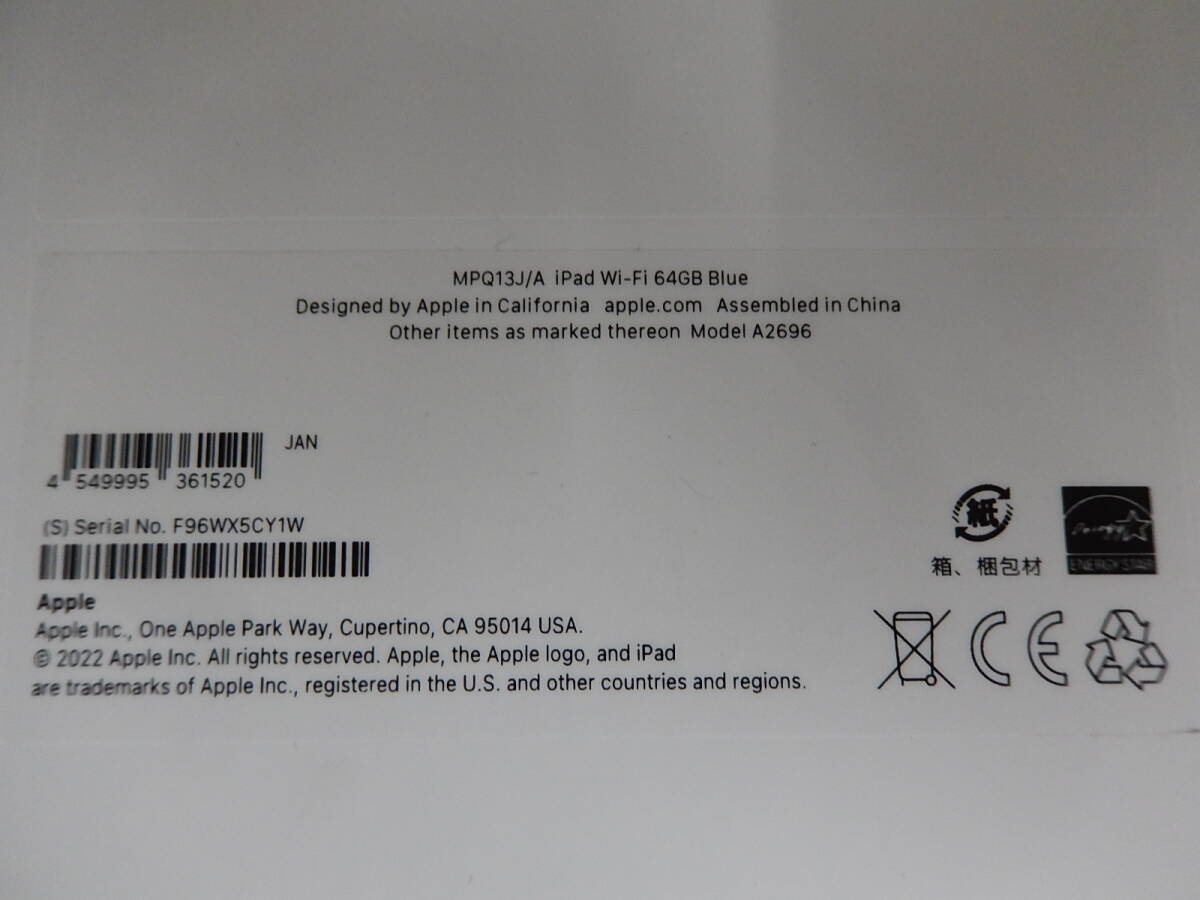 MPQ13J/A iPad Wi-Fi 64GB Blue
Designed by Apple in California apple.com Assembled in China
Other items as marked thereon Model A2696
JAN
4 549995 361520
(S) Serial No. F96WX5CY1W
紙
箱、梱包材
ENERGY STAR
Apple
Apple Inc., One Apple Park Way, Cupertino, CA 95014 USA.
© 2022 Apple Inc. All rights reserved. Apple, the Apple logo, and iPad
are trademarks of Apple Inc., registered in the U.S. and other countries and regions.
CE